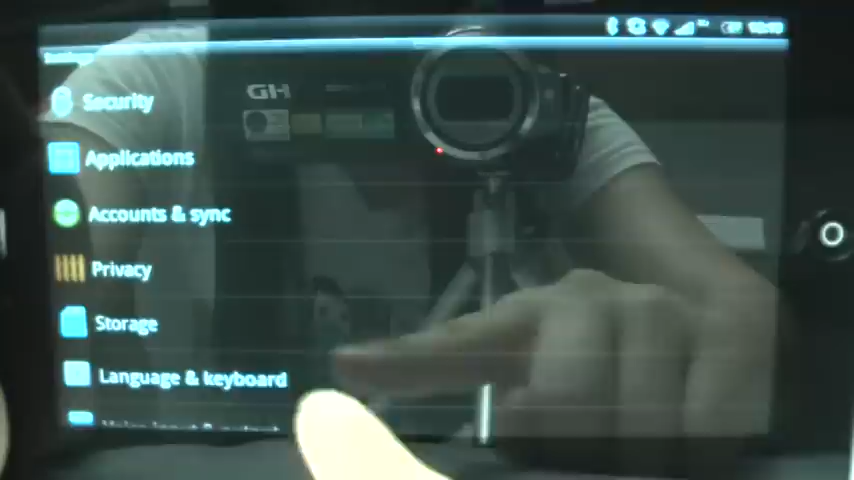 GH
Security
Applications
Accounts & sync
Privacy
Storage
Language & keyboard